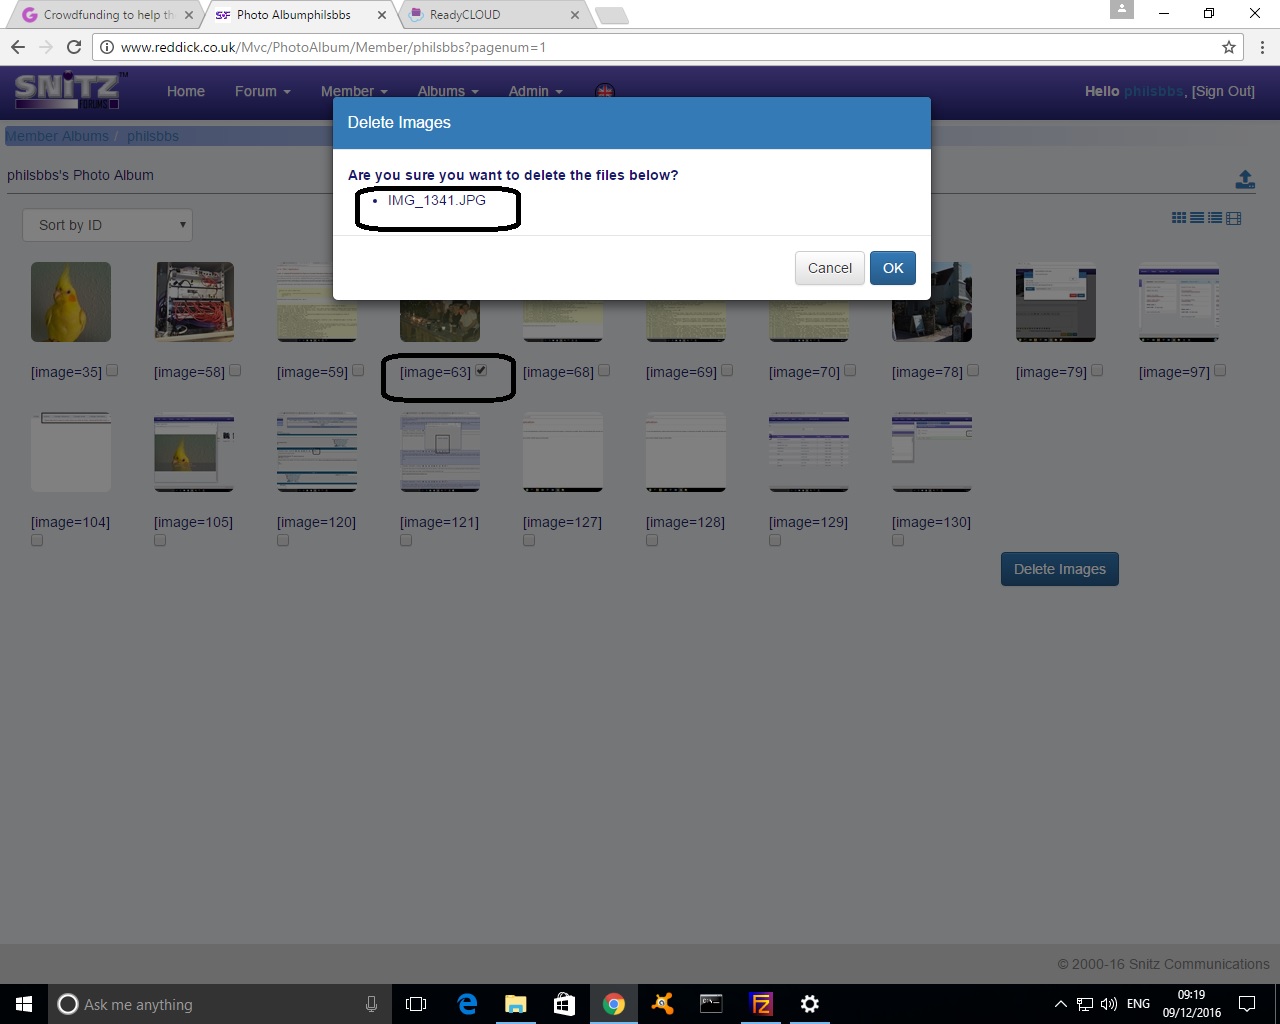 Crowdfunding to help th
Photo Albumphilsbbs
ReadyCLOUD
www.reddick.co.uk/Mvc/PhotoAlbum/Member/philsbbs?pagenum=1
SNiTZ™
FORUMS
Home
Forum
Member
Albums
Admin
Hello philsbbs, [Sign Out]
Member Albums / philsbbs
Delete Images
Are you sure you want to delete the files below?
IMG_1341.JPG
Cancel
OK
philsbbs's Photo Album
Sort by ID
[image=35]
[image=58]
[image=59]
[image=63]
[image=68]
[image=69]
[image=70]
[image=78]
[image=79]
[image=97]
[image=104]
[image=105]
[image=120]
[image=121]
[image=127]
[image=128]
[image=129]
[image=130]
Delete Images
© 2000-16 Snitz Communications
Ask me anything
ENG
09:19
09/12/2016